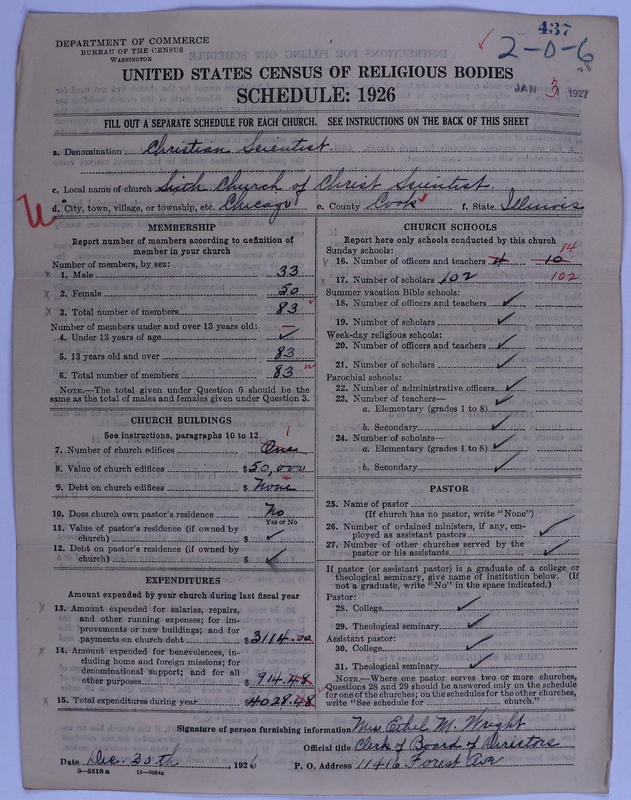 437
2-0-6
DEPARTMENT OF COMMERCE
BUREAU OF THE CENSUS
WASHINGTON
UNITED STATES CENSUS OF RELIGIOUS BODIES
JAN 3 1927
SCHEDULE: 1926
FILL OUT A SEPARATE SCHEDULE FOR EACH CHURCH. SEE INSTRUCTIONS ON THE BACK OF THIS SHEET
a. Denomination Christian Scientist
c. Local name of church Sixth Church of Christ Scientist
d. City, town, village, or township, etc. Chicago e. County Cook f. State Illinois
U
MEMBERSHIP
Report number of members according to definition of
member in your church
Number of members, by sex:
1. Male 33
2. Female 50
3. Total number of members 83
Number of members under and over 13 years old:
4. Under 13 years of age ✓
5. 13 years old and over 83
6. Total number of members 83
NOTE.—The total given under Question 6 should be
same as the total of males and females given under Question 3.
CHURCH BUILDINGS
See instructions, paragraphs 10 to 12
7. Number of church edifices One 1
8. Value of church edifices $50,000
9. Debt on church edifices $ None
10. Does church own pastor's residence No
Yes or No
11. Value of pastor's residence (if owned by
church) $ ✓
12. Debt on pastor's residence (if owned by
church) $ ✓
EXPENDITURES
Amount expended by your church during last fiscal year
13. Amount expended for salaries, repairs,
and other running expenses; for im-
provements or new buildings; and for
payments on church debt $3114.00
14. Amount expended for benevolences, in-
cluding home and foreign missions; for
denominational support; and for all
other purposes $ 914.48
15. Total expenditures during year $4028.48
CHURCH SCHOOLS
Report here only schools conducted by this church
Sunday schools:
16. Number of officers and teachers 4 10 14
17. Number of scholars 102 102
Summer vacation Bible schools:
18. Number of officers and teachers ✓
19. Number of scholars ✓
Week-day religious schools:
20. Number of officers and teachers ✓
21. Number of scholars ✓
Parochial schools:
22. Number of administrative officers ✓
23. Number of teachers—
a. Elementary (grades 1 to 8) ✓
b. Secondary ✓
24. Number of scholars—
a. Elementary (grades 1 to 8) ✓
b. Secondary ✓
PASTOR
25. Name of pastor
(If church has no pastor, write "None")
26. Number of ordained ministers, if any, em-
ployed as assistant pastors ✓
27. Number of other churches served by the
pastor or his assistants ✓
If pastor (or assistant pastor) is a graduate of a college or
theological seminary, give name of institution below. (If
not a graduate, write "No" in the space indicated.)
Pastor:
28. College ✓
29. Theological seminary ✓
Assistant pastor:
30. College ✓
31. Theological seminary ✓
NOTE.—Where one pastor serves two or more churches,
Questions 28 and 29 should be answered only on the schedule
for one of the churches; on the schedules for the other churches,
write "See schedule for church."
Signature of person furnishing information Miss Ethel M. Wright
Official title Clerk of Board of Directors
Date Dec. 30th, 1926 P. O. Address 11416 Forest Ave
8-5518a 11-9084g